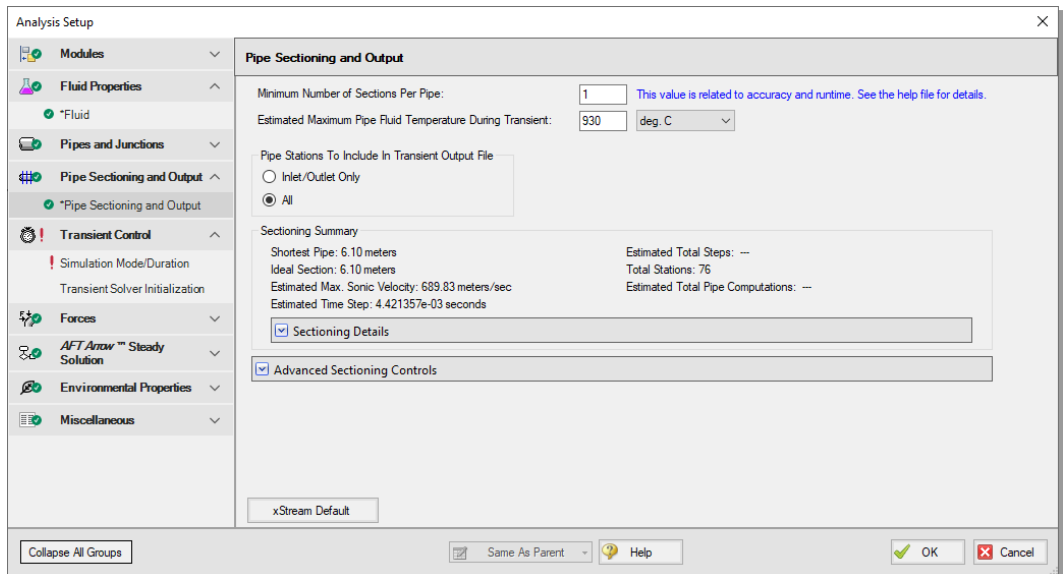 Analysis Setup
Modules
Fluid Properties
*Fluid
Pipes and Junctions
Pipe Sectioning and Output
*Pipe Sectioning and Output
Transient Control
Simulation Mode/Duration
Transient Solver Initialization
Forces
AFT Arrow ™ Steady
Solution
Environmental Properties
Miscellaneous
Collapse All Groups
Pipe Sectioning and Output
Minimum Number of Sections Per Pipe: 1 This value is related to accuracy and runtime. See the help file for details.
Estimated Maximum Pipe Fluid Temperature During Transient: 930 deg. C
Pipe Stations To Include In Transient Output File
Inlet/Outlet Only
All
Sectioning Summary
Shortest Pipe: 6.10 meters
Ideal Section: 6.10 meters
Estimated Max. Sonic Velocity: 689.83 meters/sec
Estimated Time Step: 4.421357e-03 seconds
Estimated Total Steps: ---
Total Stations: 76
Estimated Total Pipe Computations: ---
Sectioning Details
Advanced Sectioning Controls
xStream Default
Same As Parent
Help
OK
Cancel